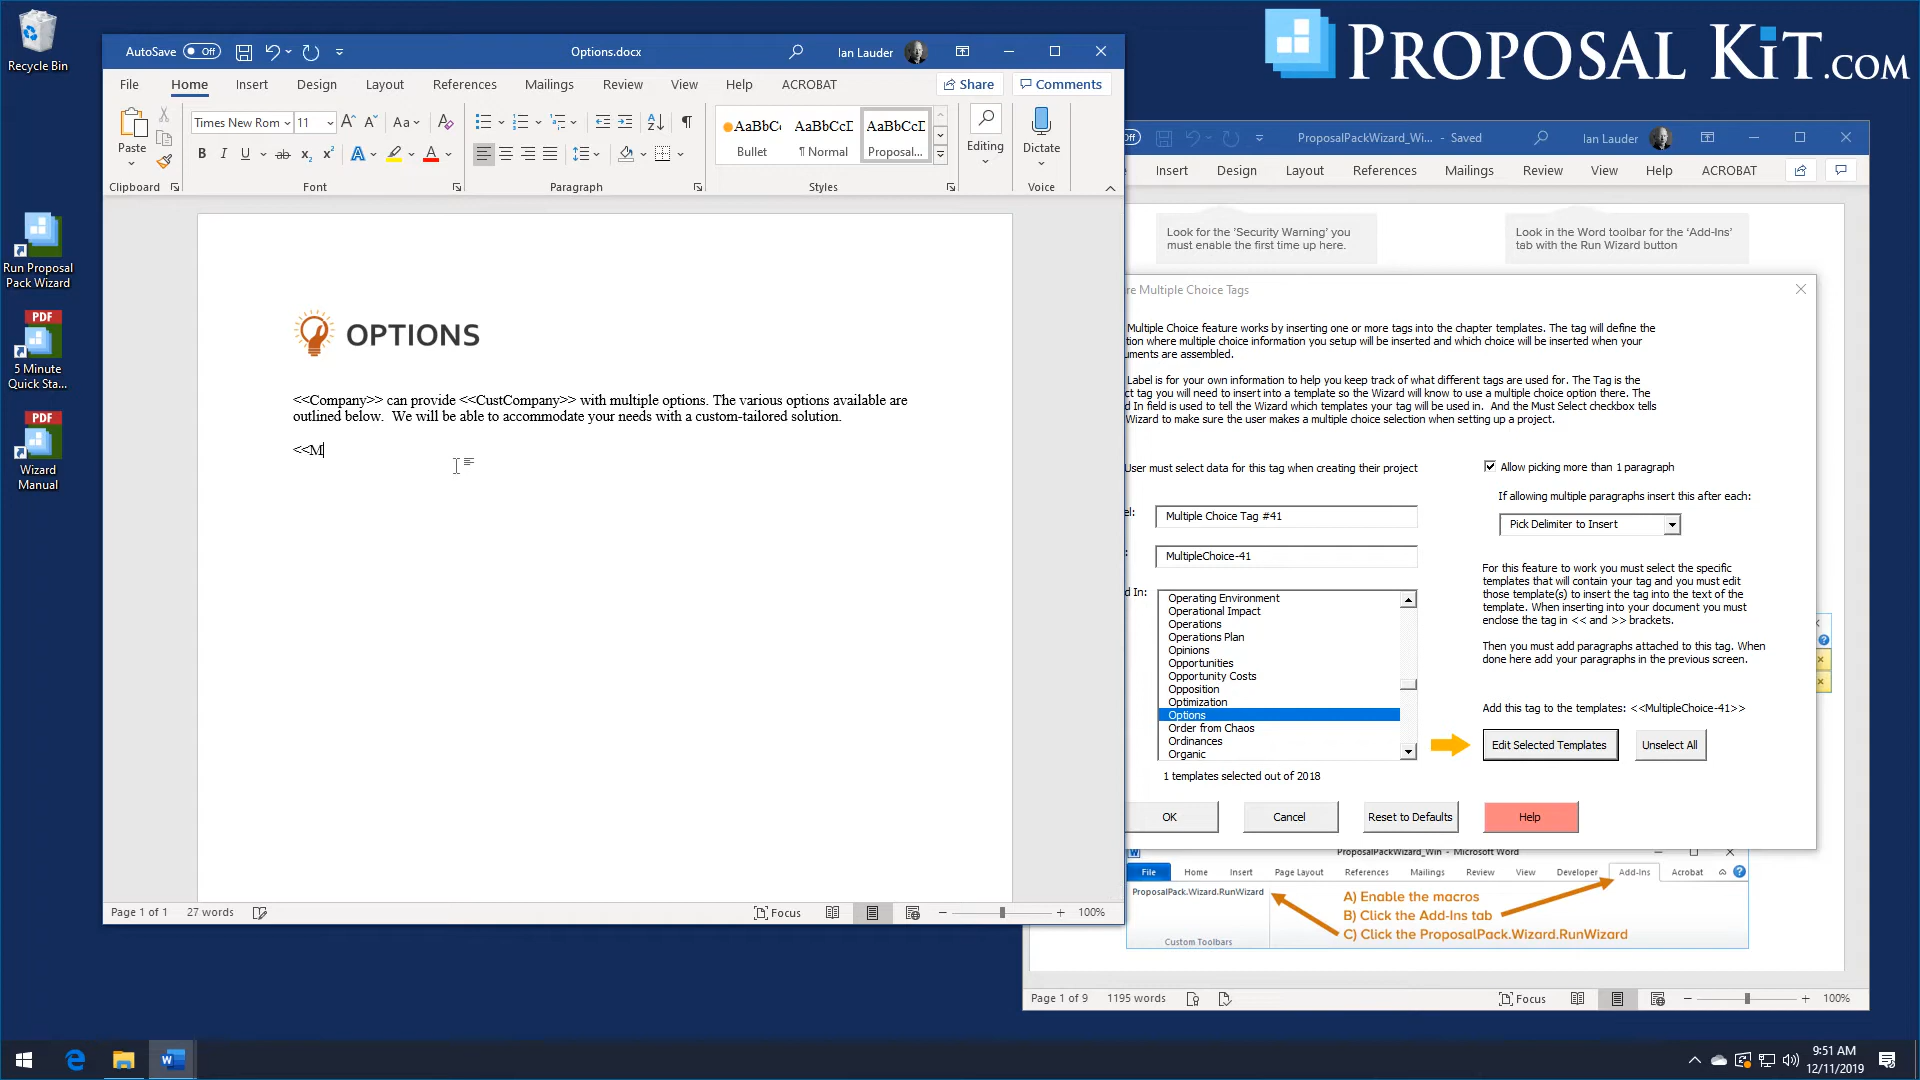 Recycle Bin
Run Proposal
Pack Wizard
PDF
5 Minute
Quick Sta...
PDF
Wizard
Manual
PROPOSAL KIT.COM
AutoSave Off
Options.docx
Ian Lauder
File Home Insert Design Layout References Mailings Review View Help ACROBAT Share Comments
Paste
Clipboard
Times New Rom 11
Aa
B I U ab x₂ x² A A
Font
Paragraph
AaBbC AaBbCcD AaBbCcD
Bullet ¶ Normal Proposal...
Styles
Editing
Dictate
Voice
OPTIONS
<<Company>> can provide <<CustCompany>> with multiple options. The various options available are
outlined below.  We will be able to accommodate your needs with a custom-tailored solution.
<<M
Page 1 of 1 27 words Focus 100%
ProposalPackWizard_Wi... - Saved
Ian Lauder
Insert Design Layout References Mailings Review View Help ACROBAT
Look for the 'Security Warning' you
must enable the first time up here.
Look in the Word toolbar for the 'Add-Ins'
tab with the Run Wizard button
re Multiple Choice Tags
Multiple Choice feature works by inserting one or more tags into the chapter templates. The tag will define the
tion where multiple choice information you setup will be inserted and which choice will be inserted when your
uments are assembled.
Label is for your own information to help you keep track of what different tags are used for. The Tag is the
ct tag you will need to insert into a template so the Wizard will know to use a multiple choice option there. The
d In field is used to tell the Wizard which templates your tag will be used in.  And the Must Select checkbox tells
Wizard to make sure the user makes a multiple choice selection when setting up a project.
User must select data for this tag when creating their project
Allow picking more than 1 paragraph
If allowing multiple paragraphs insert this after each:
Pick Delimiter to Insert
el: Multiple Choice Tag #41
: MultipleChoice-41
d In:
Operating Environment
Operational Impact
Operations
Operations Plan
Opinions
Opportunities
Opportunity Costs
Opposition
Optimization
Options
Order from Chaos
Ordinances
Organic
1 templates selected out of 2018
For this feature to work you must select the specific
templates that will contain your tag and you must edit
those template(s) to insert the tag into the text of the
template. When inserting into your document you must
enclose the tag in << and >> brackets.
Then you must add paragraphs attached to this tag. When
done here add your paragraphs in the previous screen.
Add this tag to the templates: <<MultipleChoice-41>>
Edit Selected Templates Unselect All
OK Cancel Reset to Defaults Help
ProposalPackWizard_Win - Microsoft Word
File Home Insert Page Layout References Mailings Review View Developer Add-Ins Acrobat
ProposalPack.Wizard.RunWizard
A) Enable the macros
B) Click the Add-Ins tab
C) Click the ProposalPack.Wizard.RunWizard
Custom Toolbars
Page 1 of 9 1195 words Focus 100%
9:51 AM
12/11/2019